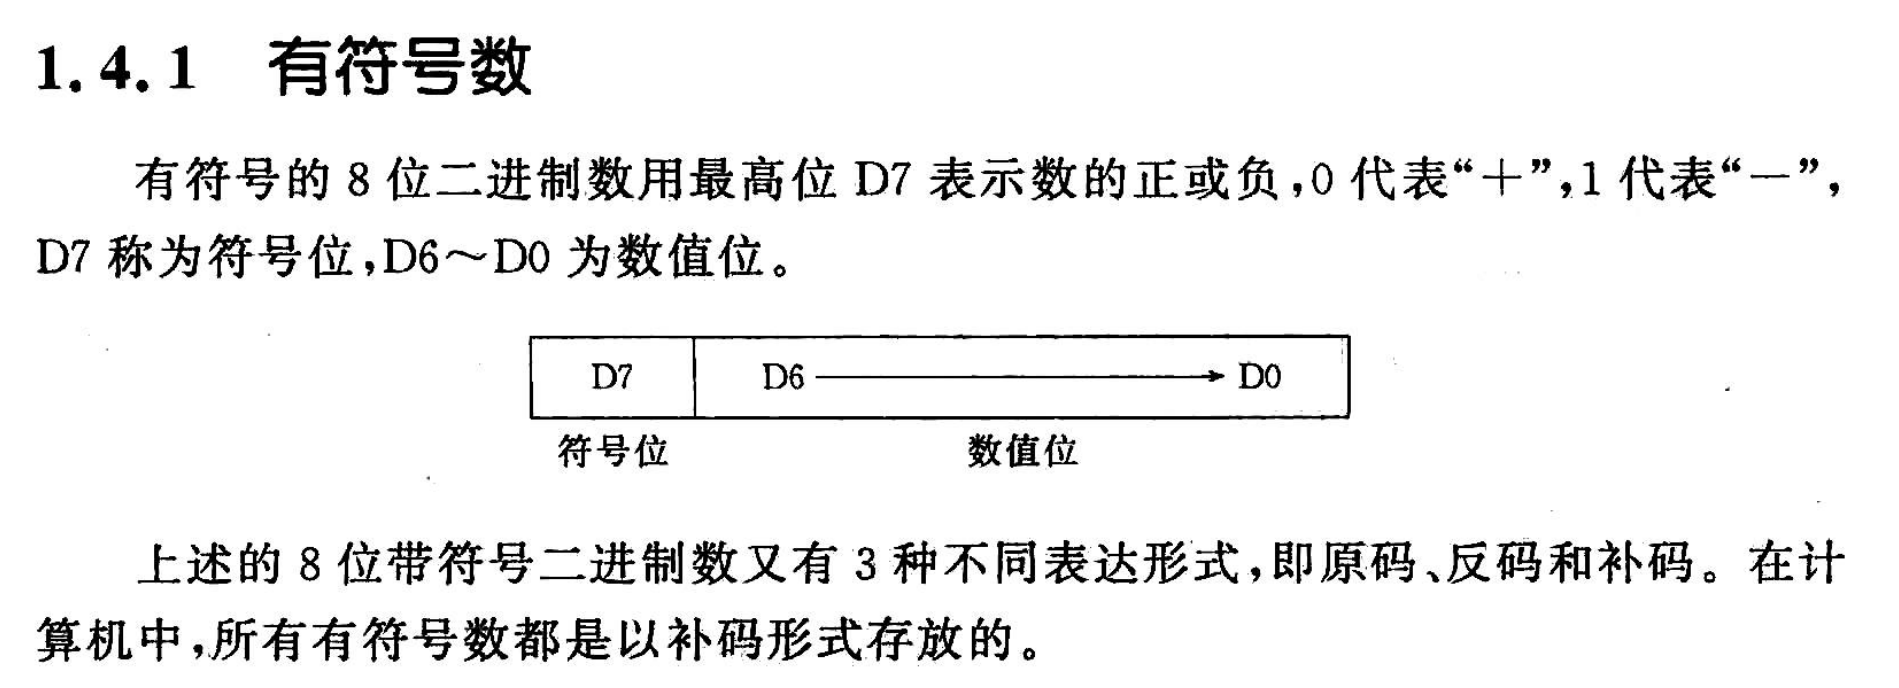 1.4.1 有符号数
有符号的 8 位二进制数用最高位 D7 表示数的正或负,0 代表“＋”,1 代表“－”,
D7 称为符号位,D6～D0 为数值位。
D7 D6 → D0
符号位 数值位
上述的 8 位带符号二进制数又有 3 种不同表达形式,即原码、反码和补码。在计
算机中,所有有符号数都是以补码形式存放的。